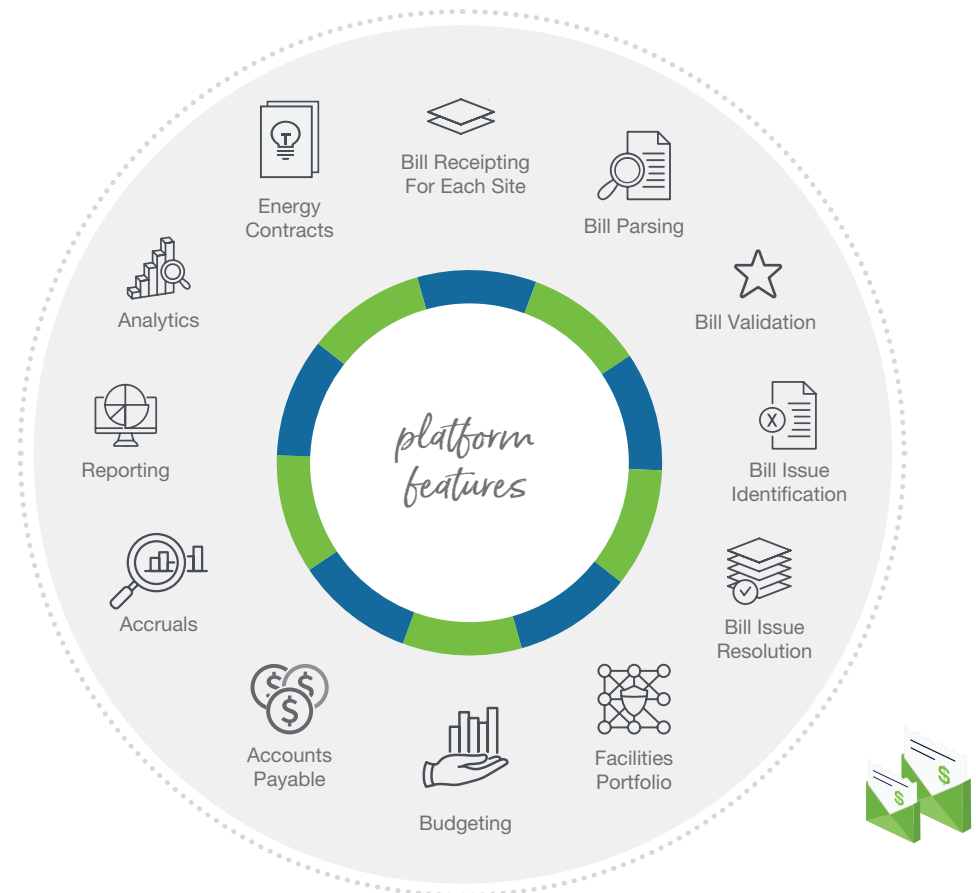 platform
features
Bill Receipting
For Each Site
Bill Parsing
Bill Validation
X
Bill Issue
Identification
Bill Issue
Resolution
Facilities
Portfolio
Budgeting
$ $
$
Accounts
Payable
Accruals
Reporting
Analytics
Energy
Contracts
$
$